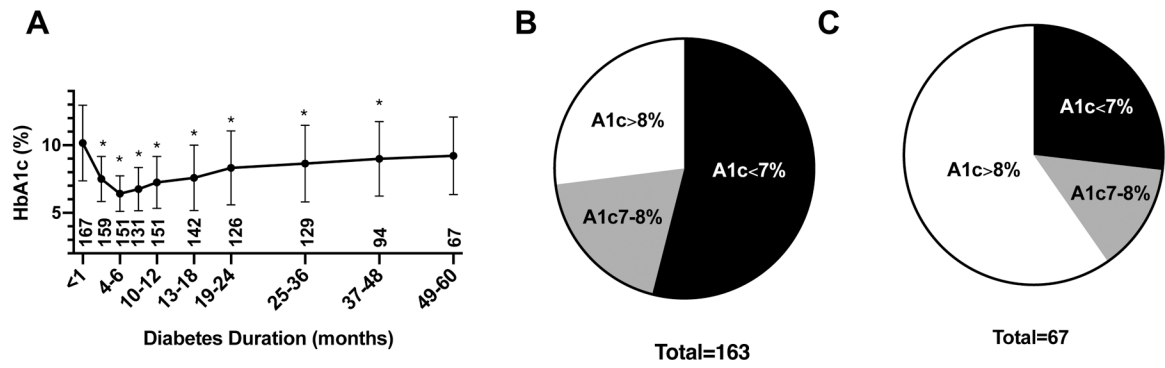 A
HbA1c (%)
10
5
167
159
151
131
151
142
126
129
94
67
* * * * * * * *
<1
4-6
10-12
13-18
19-24
25-36
37-48
49-60
Diabetes Duration (months)
B
A1c>8%
A1c<7%
A1c7-8%
Total=163
C
A1c<7%
A1c>8%
A1c7-8%
Total=67